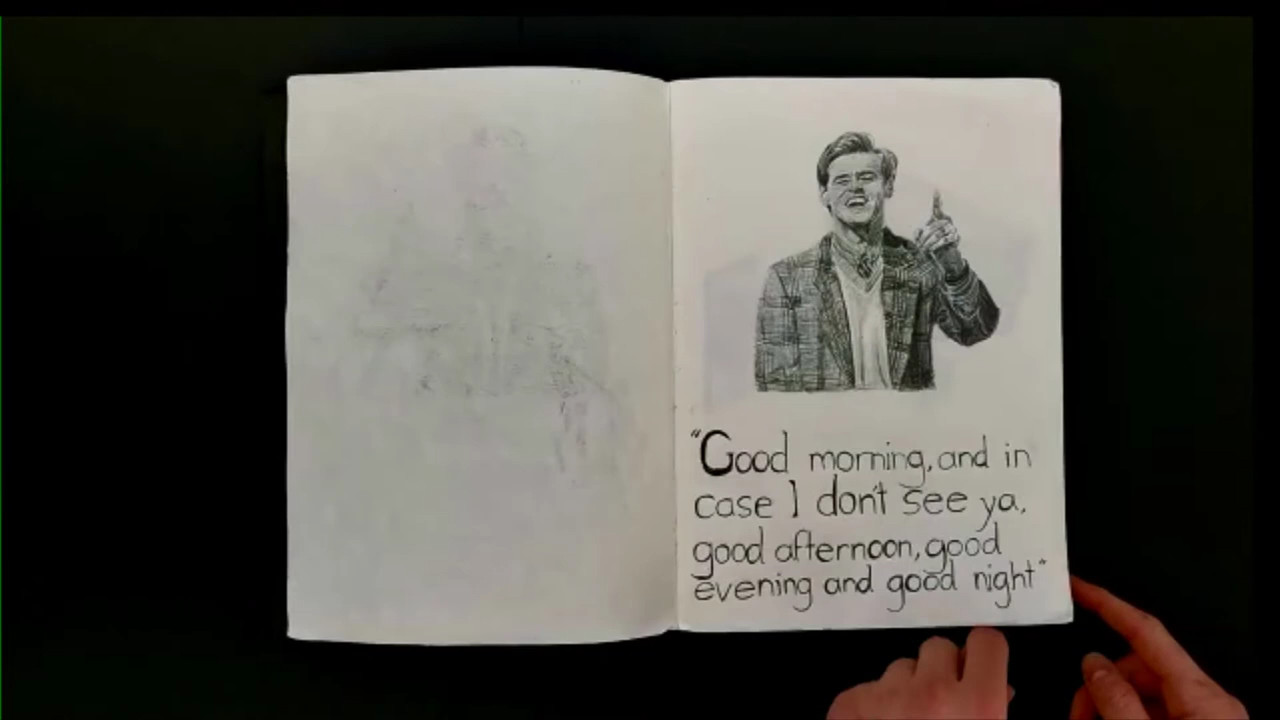 "Good morning, and in
case I don't see ya,
good afternoon, good
evening and good night"